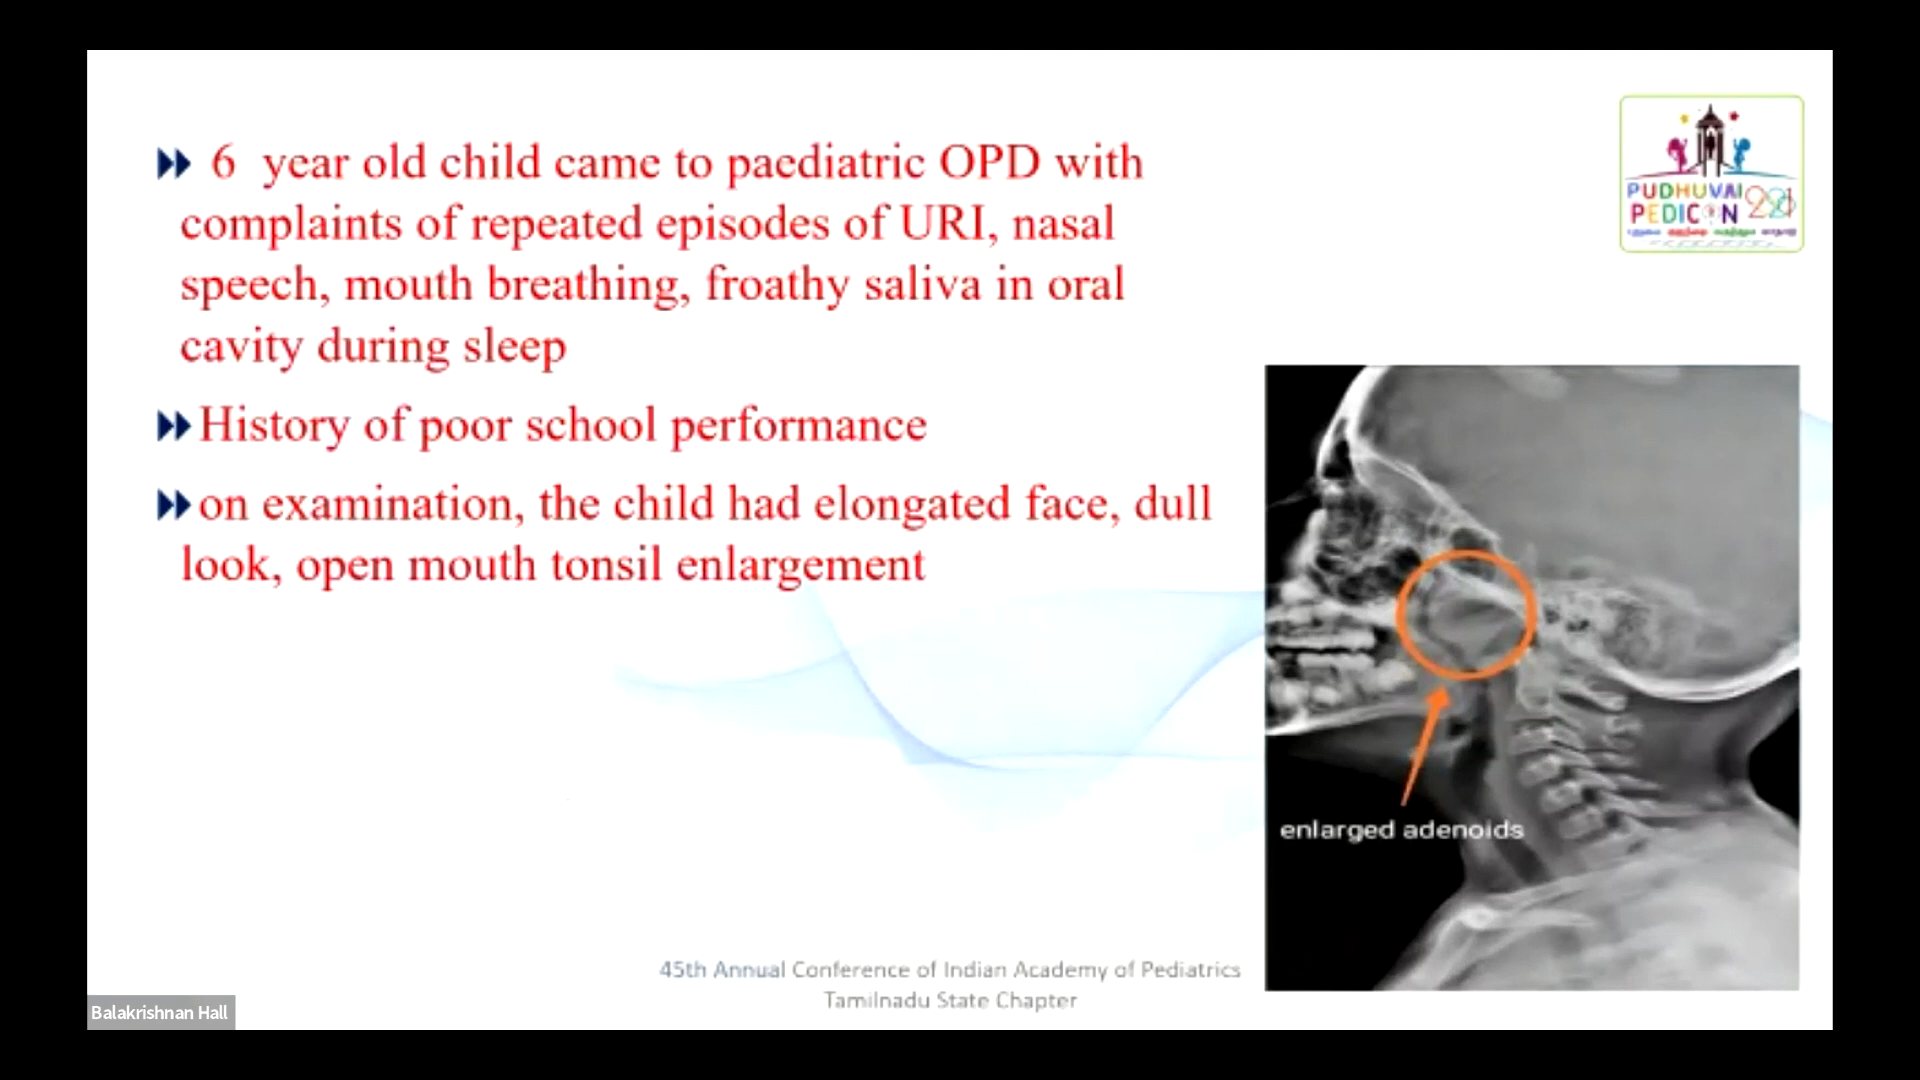 6 year old child came to paediatric OPD with
complaints of repeated episodes of URI, nasal
speech, mouth breathing, froathy saliva in oral
cavity during sleep
History of poor school performance
on examination, the child had elongated face, dull
look, open mouth tonsil enlargement
PUDHUVAI
PEDICON 2021
enlarged adenoids
45th Annual Conference of Indian Academy of Pediatrics
Tamilnadu State Chapter
Balakrishnan Hall